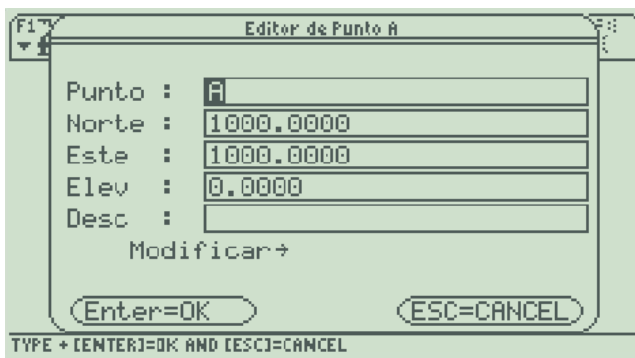 F1
Editor de Punto A
Punto : A
Norte : 1000.0000
Este : 1000.0000
Elev : 0.0000
Desc :
Modificar→
Enter=OK
ESC=CANCEL
TYPE + [ENTER]=OK AND [ESC]=CANCEL